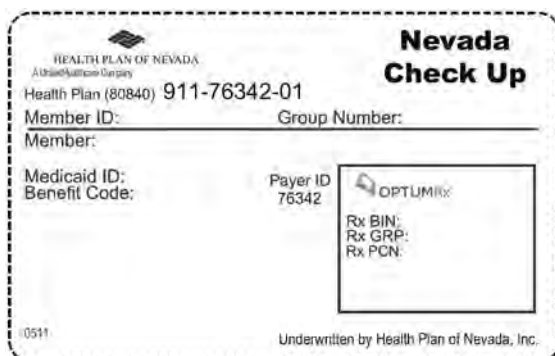 Nevada
Check Up
HEALTH PLAN OF NEVADA
A UnitedHealthcare Company
Health Plan (80840) 911-76342-01
Member ID: Group Number:
Member:
Medicaid ID:
Benefit Code:
Payer ID
76342
OPTUMRx
Rx BIN:
Rx GRP:
Rx PCN:
0511
Underwritten by Health Plan of Nevada, Inc.